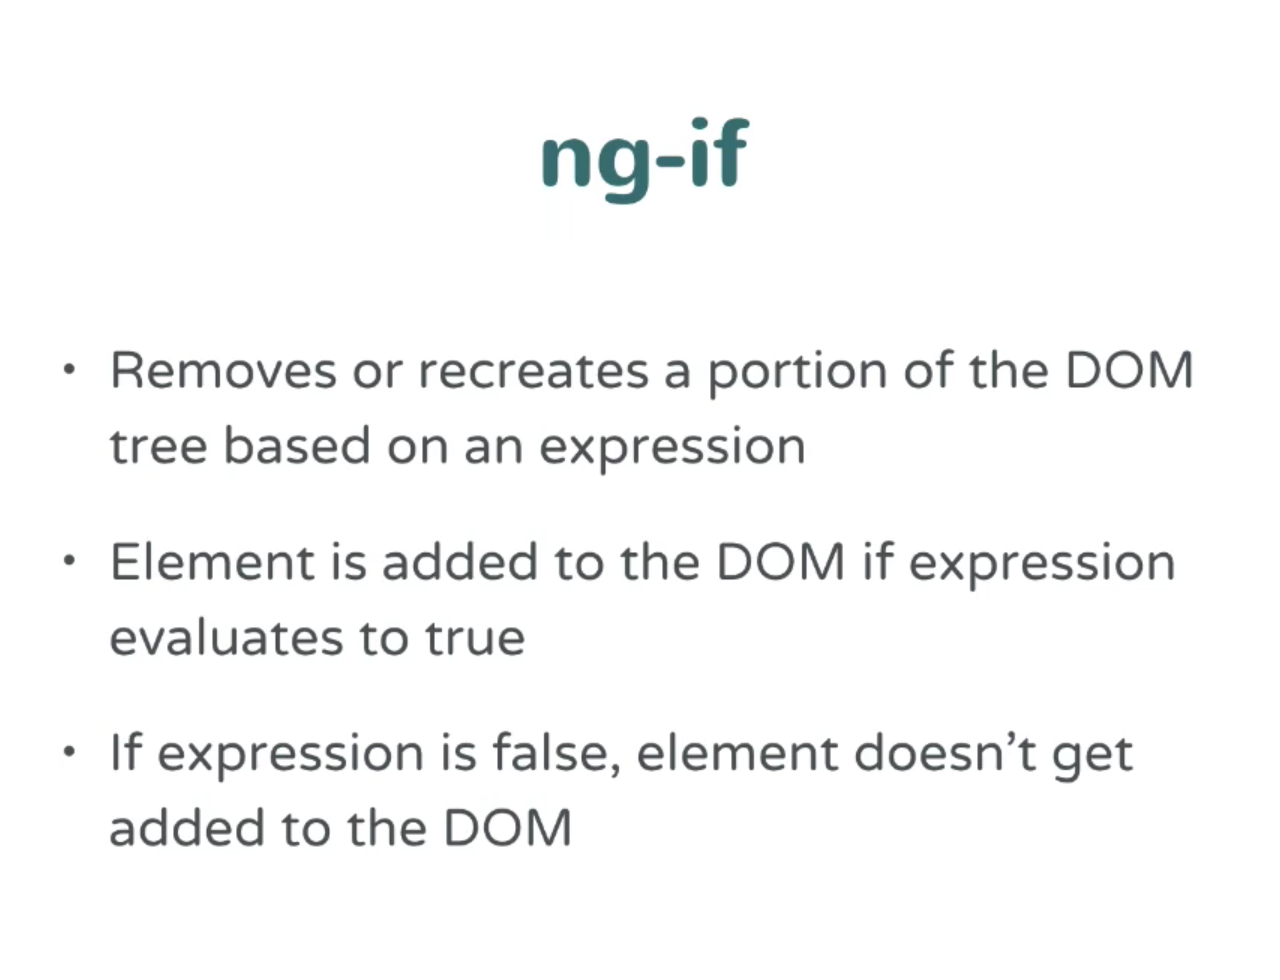 ng-if
• Removes or recreates a portion of the DOM
tree based on an expression
• Element is added to the DOM if expression
evaluates to true
• If expression is false, element doesn’t get
added to the DOM